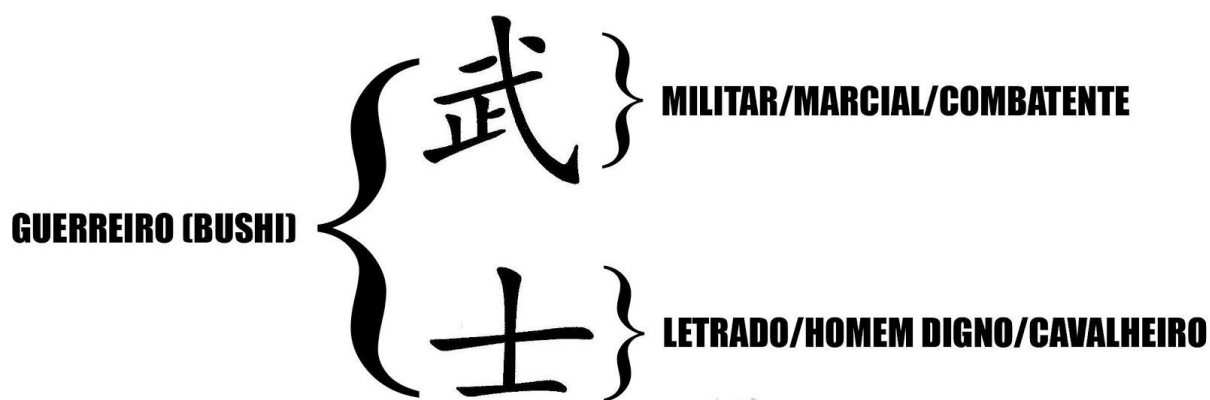 GUERREIRO (BUSHI)
武
MILITAR/MARCIAL/COMBATENTE
士
LETRADO/HOMEM DIGNO/CAVALHEIRO